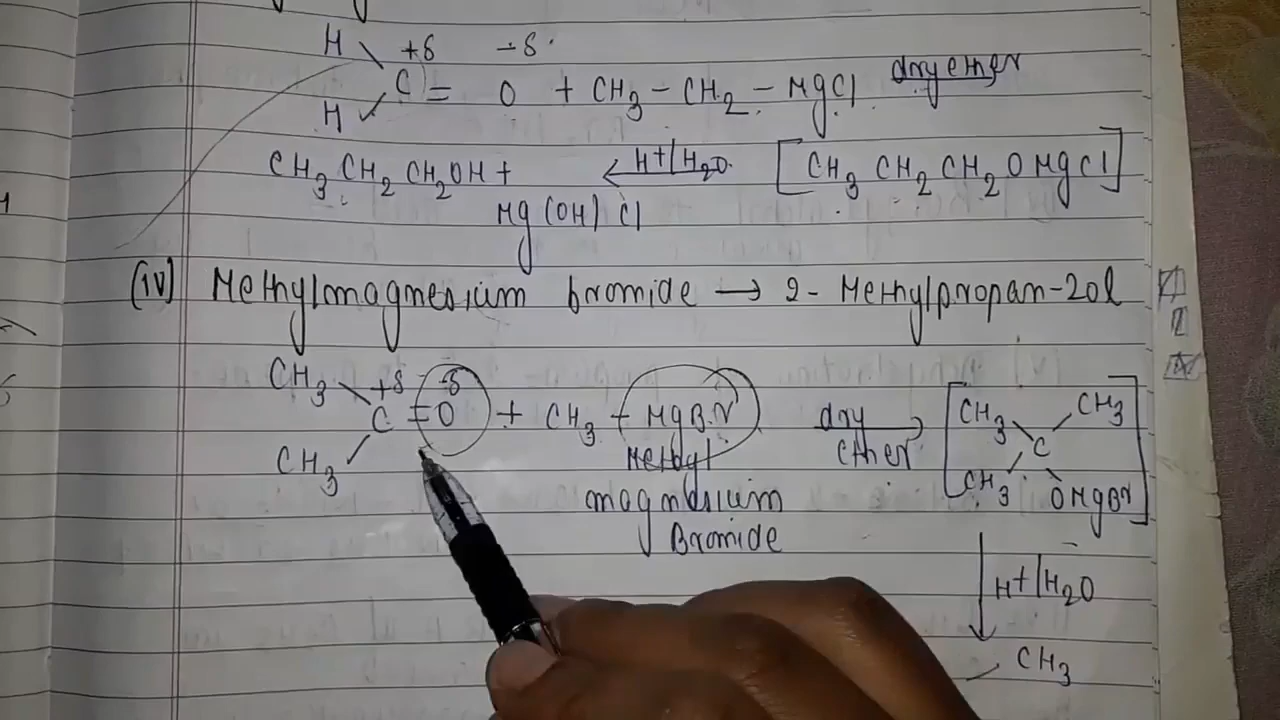 H +δ -δ
C = O + CH3 - CH2 - MgCl dry ether
H
CH3 CH2 CH2OH + H+/H2O [CH3 CH2 CH2 O MgCl]
Mg(OH) Cl
(iv) Methylmagnesium bromide → 2- Methylpropan-2ol
CH3 +δ -δ
C = O + CH3 - MgBr dry ether
CH3
Methyl
magnesium
Bromide
CH3 CH3
C
CH3 OMgBr
H+/H2O
CH3